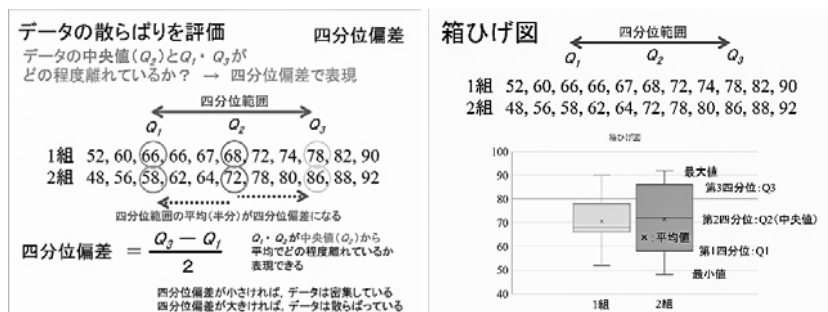 データの散らばりを評価
四分位偏差
データの中央値(Q₂)とQ₁・Q₃が
どの程度離れているか？ → 四分位偏差で表現
四分位範囲
Q₁ Q₂ Q₃
1組 52, 60, 66, 66, 67, 68, 72, 74, 78, 82, 90
2組 48, 56, 58, 62, 64, 72, 78, 80, 86, 88, 92
四分位範囲の平均(半分)が四分位偏差になる
四分位偏差 = Q₃ − Q₁
2
Q₁・Q₃が中央値(Q₂)から
平均でどの程度離れているか
表現できる
四分位偏差が小さければ, データは密集している
四分位偏差が大きければ, データは散らばっている
箱ひげ図
四分位範囲
Q₁ Q₂ Q₃
1組 52, 60, 66, 66, 67, 68, 72, 74, 78, 82, 90
2組 48, 56, 58, 62, 64, 72, 78, 80, 86, 88, 92
箱ひげ図
100
90
80
70
60
50
40
最大値
第3四分位:Q3
第2四分位:Q2(中央値)
×:平均値
第1四分位:Q1
最小値
1組 2組